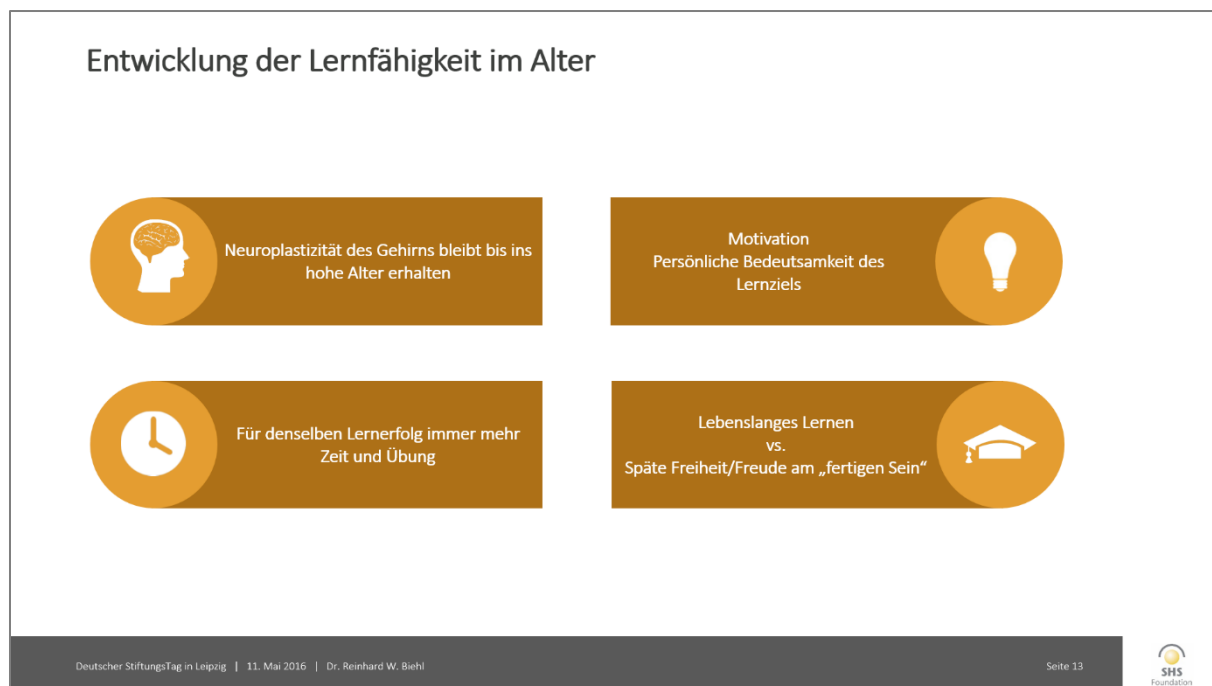 Entwicklung der Lernfähigkeit im Alter
Neuroplastizität des Gehirns bleibt bis ins
hohe Alter erhalten
Motivation
Persönliche Bedeutsamkeit des
Lernziels
Für denselben Lernerfolg immer mehr
Zeit und Übung
Lebenslanges Lernen
vs.
Späte Freiheit/Freude am „fertigen Sein“
Deutscher StiftungsTag in Leipzig | 11. Mai 2016 | Dr. Reinhard W. Biehl
Seite 13
SHS
Foundation